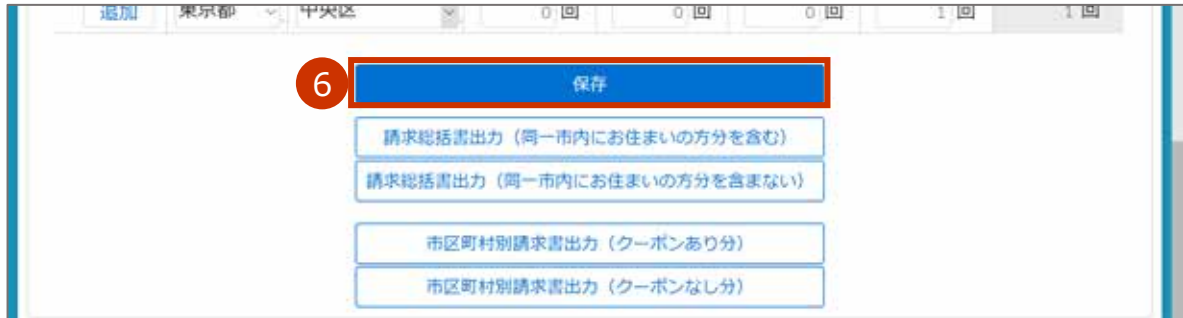 追加 東京都 中央区 0 回 0 回 0 回 1 回 1 回
6 保存
請求総括書出力（同一市内にお住まいの方分を含む）
請求総括書出力（同一市内にお住まいの方分を含まない）
市区町村別請求書出力（クーポンあり分）
市区町村別請求書出力（クーポンなし分）